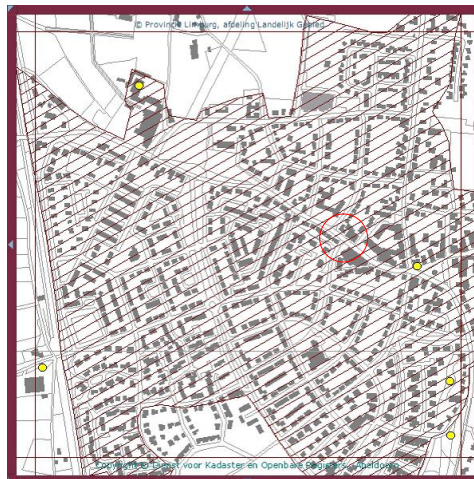 © Provincie Limburg, afdeling Landelijk Gebied
Copyright © Dienst voor Kadaster en Openbare Registers - Apeldoorn